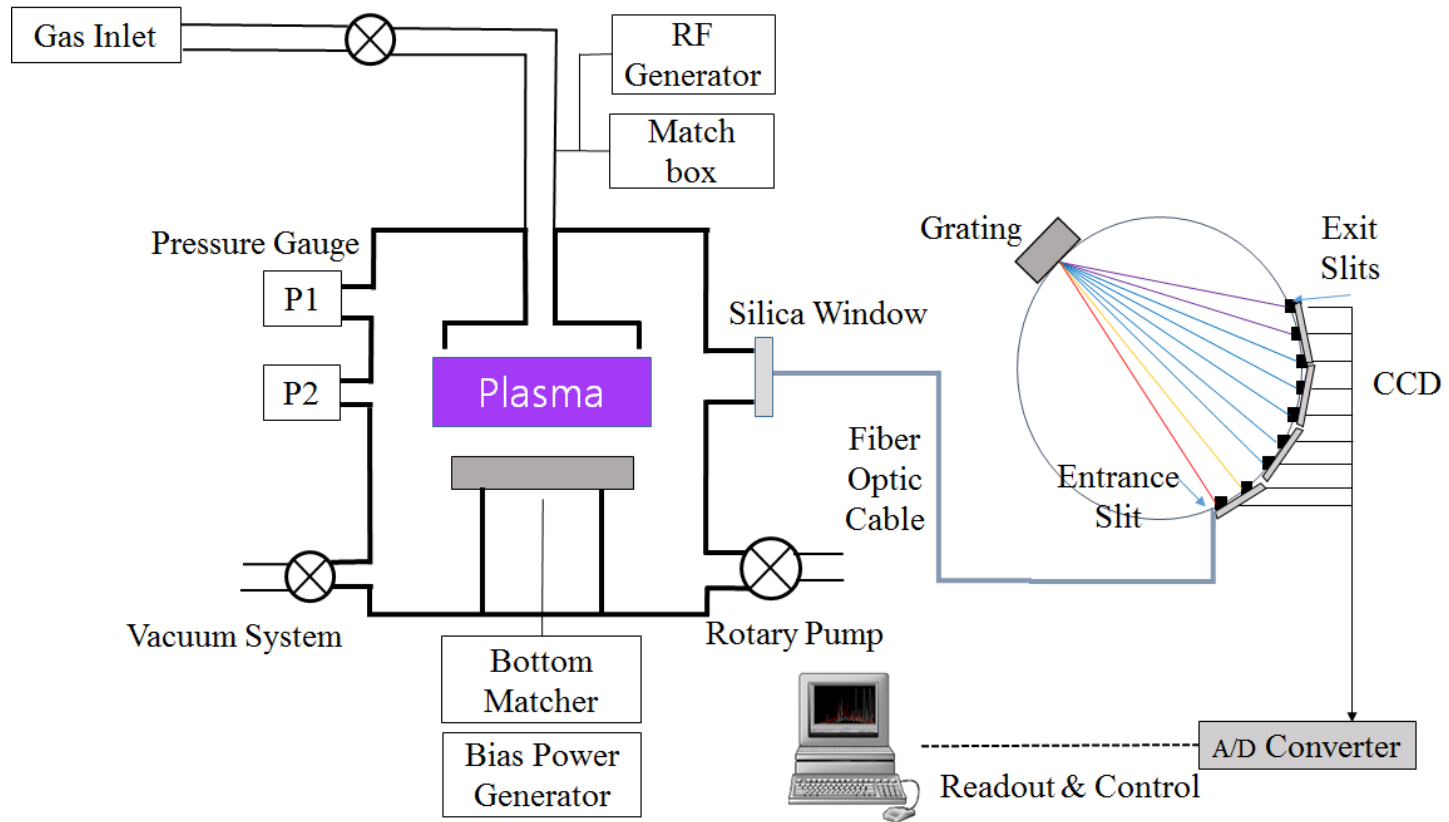 Gas Inlet
RF
Generator
Match
box
Pressure Gauge
P1
P2
Plasma
Silica Window
Grating
Exit
Slits
CCD
Fiber
Optic
Cable
Entrance
Slit
Vacuum System
Rotary Pump
Bottom
Matcher
Bias Power
Generator
A/D Converter
Readout & Control